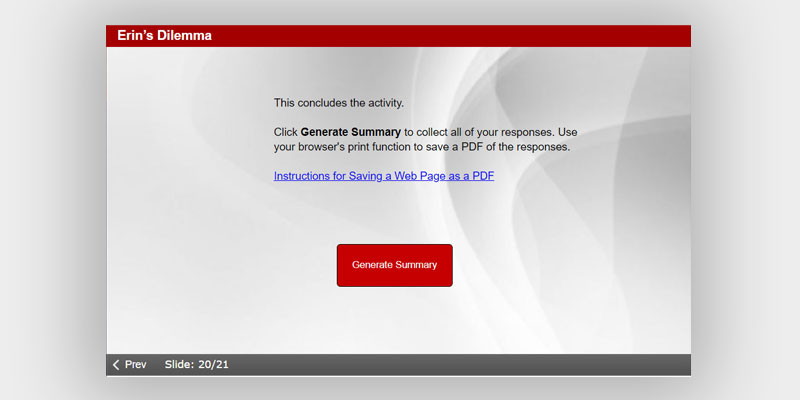 Erin's Dilemma
This concludes the activity.
Click Generate Summary to collect all of your responses. Use
your browser's print function to save a PDF of the responses.
Instructions for Saving a Web Page as a PDF
Generate Summary
Prev
Slide: 20/21